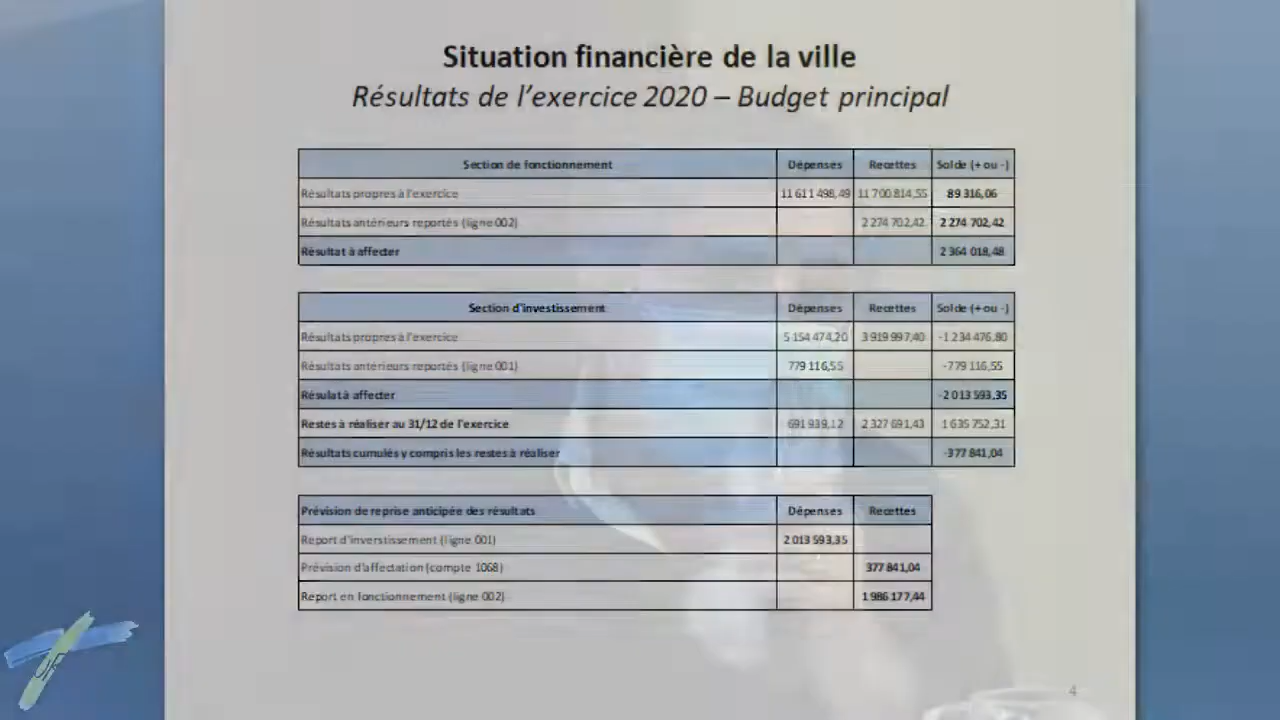 Situation financière de la ville
Résultats de l'exercice 2020 – Budget principal
Section de fonctionnement Dépenses Recettes Solde (+ ou -)
Résultats propres à l'exercice 11 611 498,49 11 700 814,55 89 316,06
Résultats antérieurs reportés (ligne 002) 2 274 702,42 2 274 702,42
Résultat à affecter 2 364 018,48
Section d'investissement Dépenses Recettes Solde (+ ou -)
Résultats propres à l'exercice 5 154 474,20 3 919 997,40 -1 234 476,80
Résultats antérieurs reportés (ligne 001) 779 116,55 -779 116,55
Résulat à affecter -2 013 593,35
Restes à réaliser au 31/12 de l'exercice 691 939,12 2 327 691,43 1 635 752,31
Résultats cumulés y compris les restes à réaliser -377 841,04
Prévision de reprise anticipée des résultats Dépenses Recettes
Report d'inverstissement (ligne 001) 2 013 593,35
Prévision d'affectation (compte 1068) 377 841,04
Report en fonctionnement (ligne 002) 1 986 177,44
4